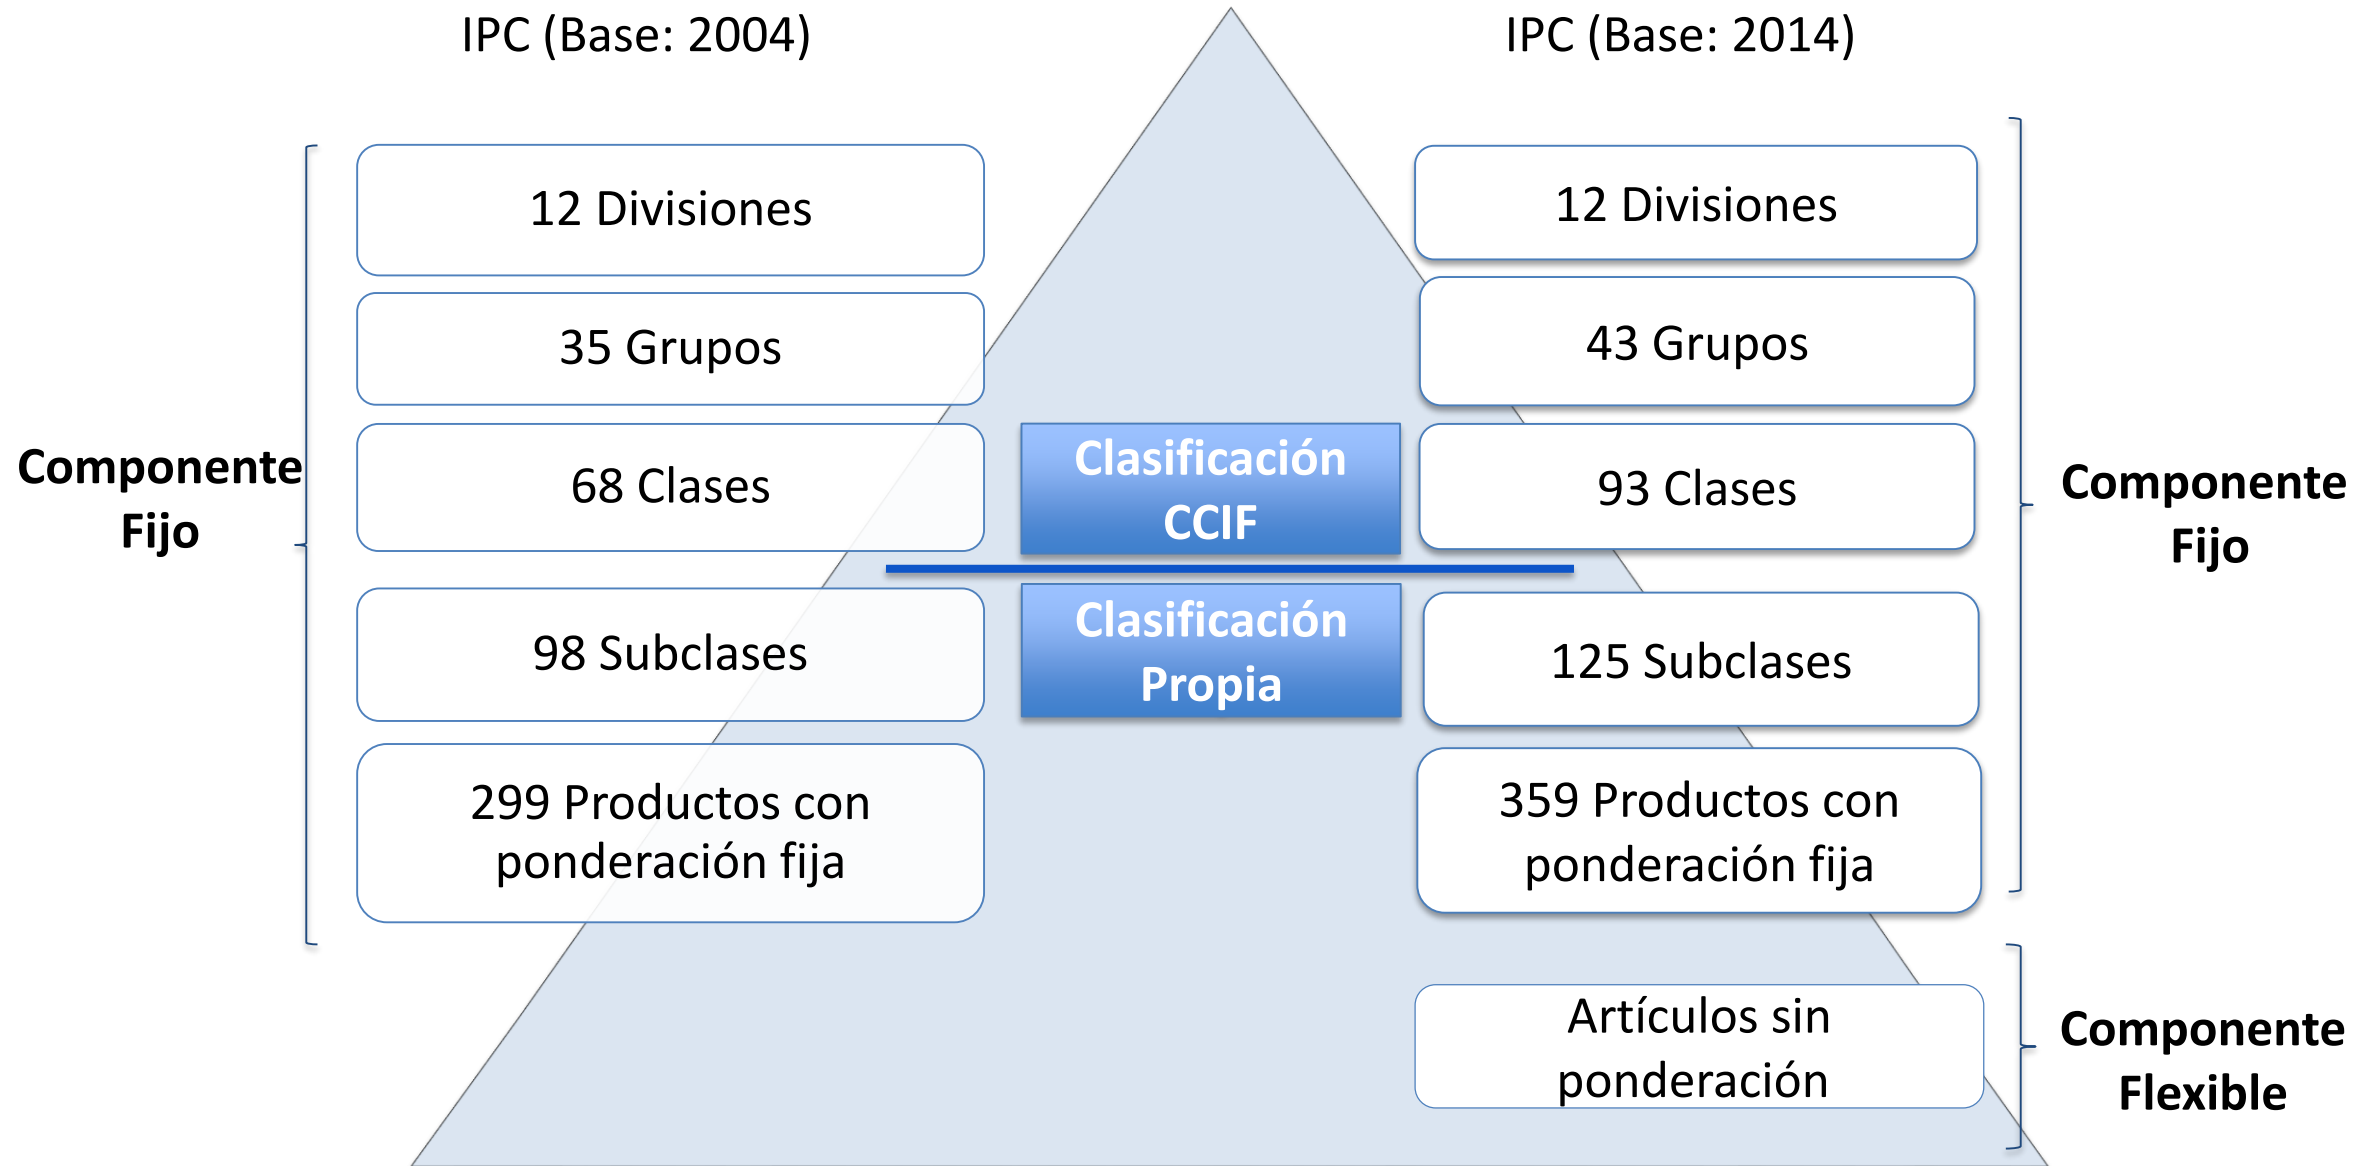 IPC (Base: 2004)
IPC (Base: 2014)
Componente
Fijo
12 Divisiones
35 Grupos
68 Clases
98 Subclases
299 Productos con
ponderación fija
Clasificación
CCIF
Clasificación
Propia
12 Divisiones
43 Grupos
93 Clases
125 Subclases
359 Productos con
ponderación fija
Artículos sin
ponderación
Componente
Fijo
Componente
Flexible